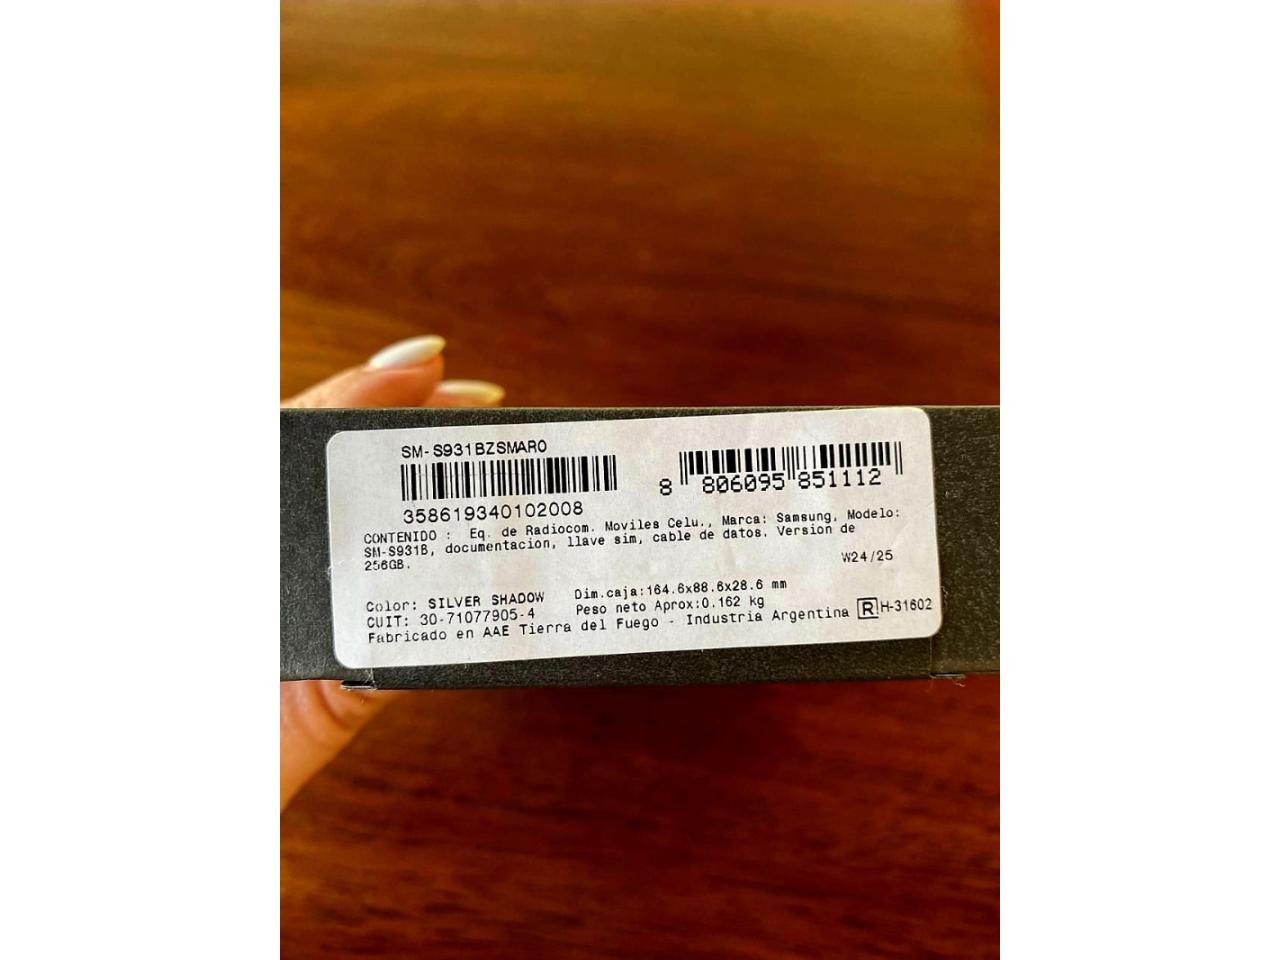 SM-S931BZSMARO
358619340102008
8 806095 851112
CONTENIDO : Eq. de Radiocom. Moviles Celu., Marca: Samsung, Modelo:
SM-S931B, documentacion, llave sim, cable de datos. Version de
256GB.
W24/25
Color: SILVER SHADOW
Dim.caja:164.6x88.6x28.6 mm
CUIT: 30-71077905-4
Peso neto Aprox:0.162 kg
Fabricado en AAE Tierra del Fuego - Industria Argentina
R H-31602